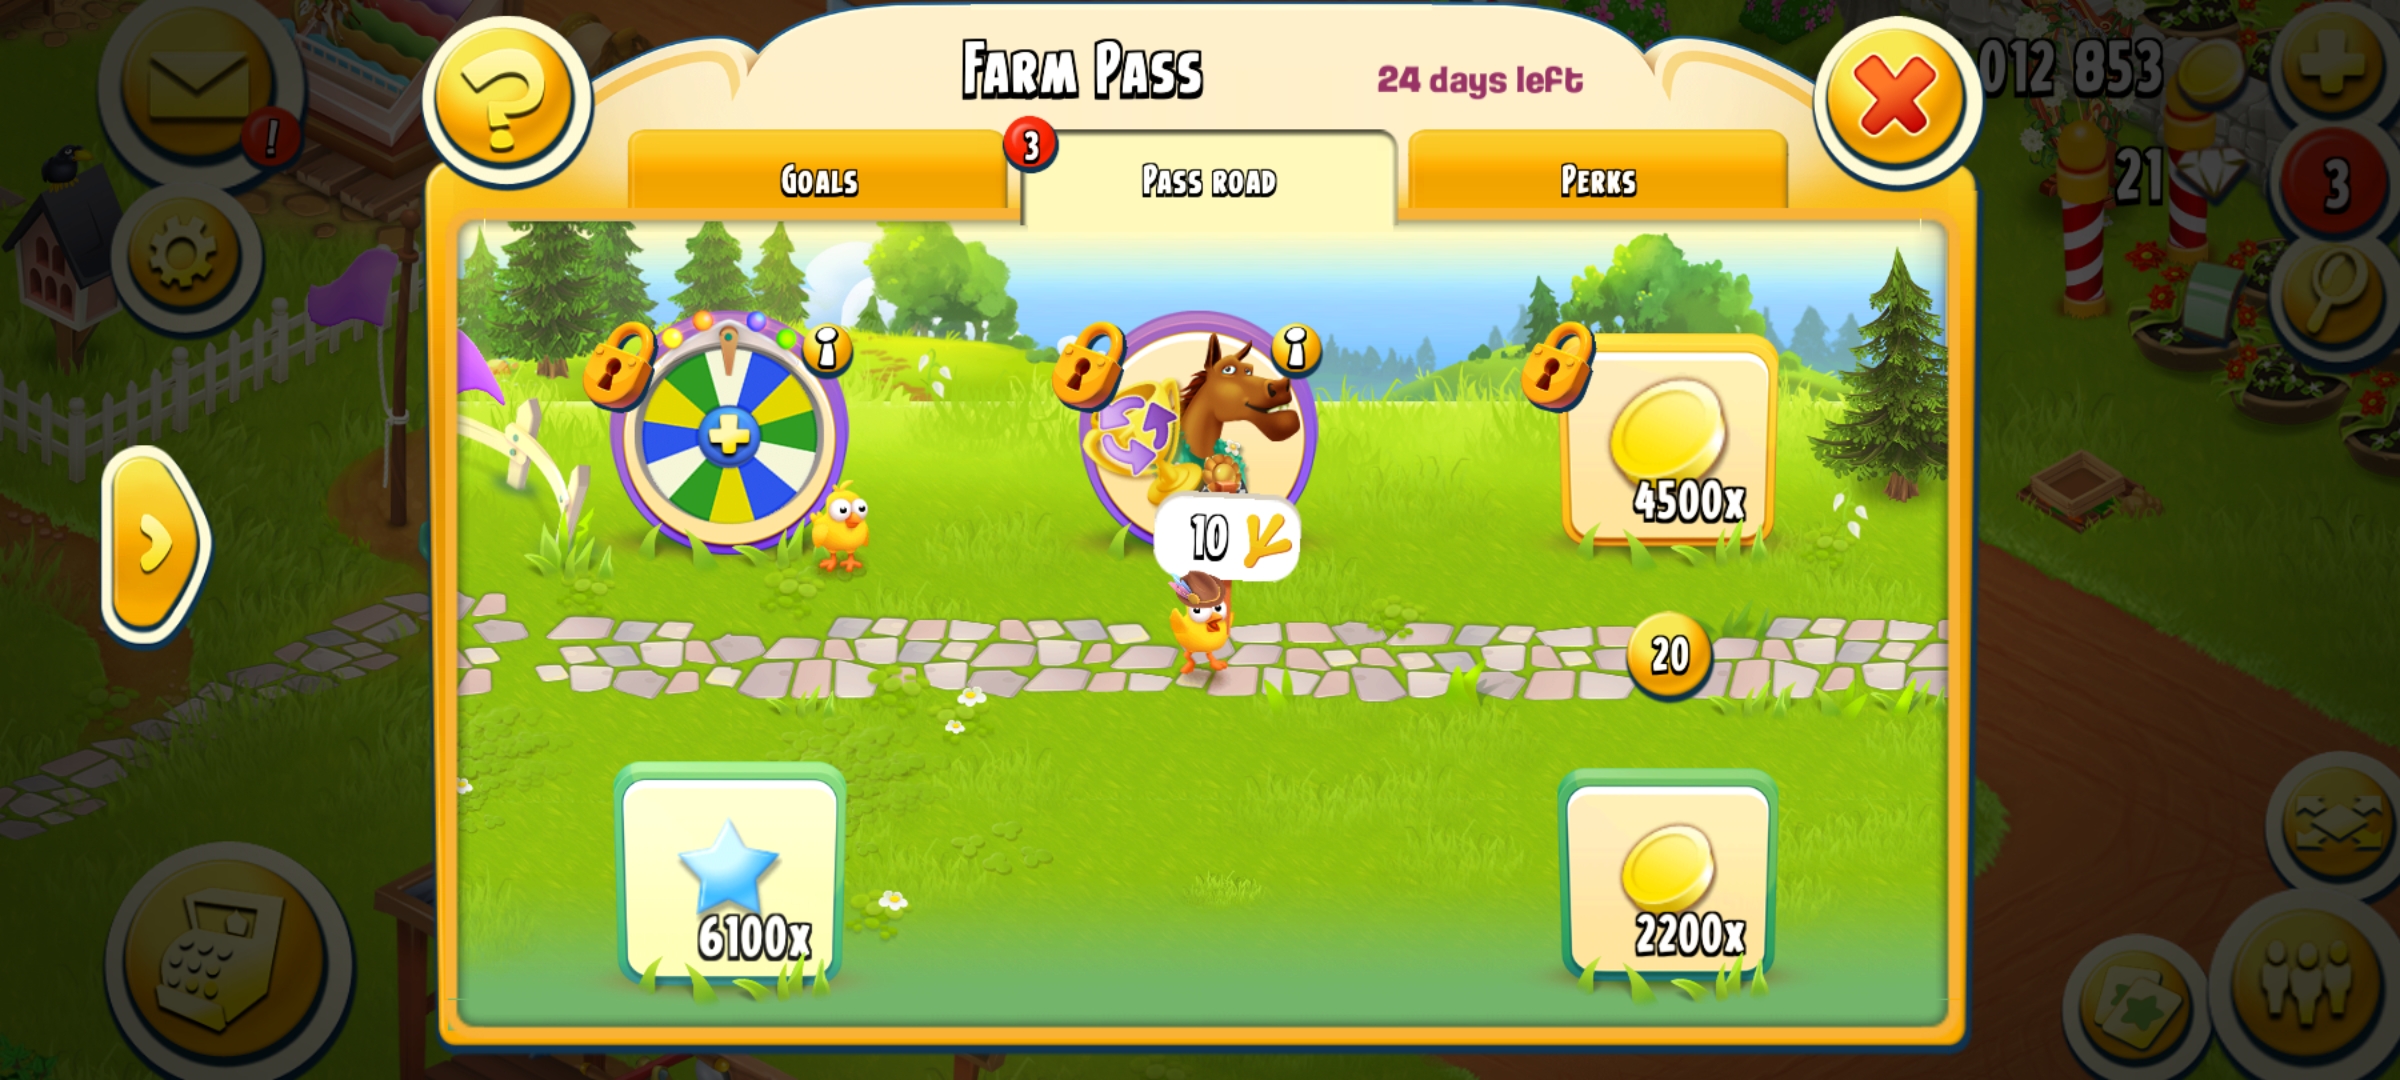 FARM PASS
24 days left
GOALS
3
PASS ROAD
PERKS
012 853
21
3
!
4500x
10
20
6100x
2200x